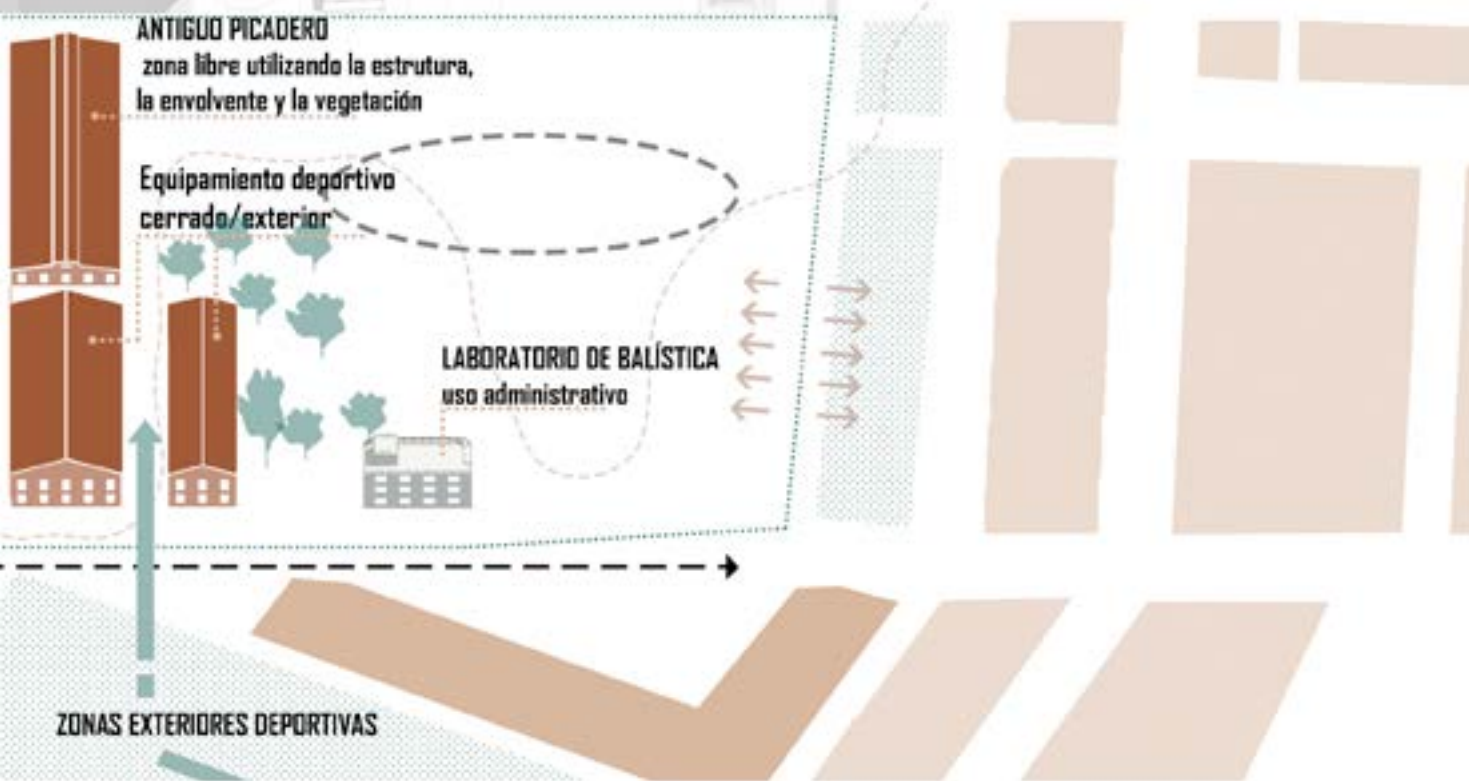 ANTIGUO PICADERO
zona libre utilizando la estrutura,
la envolvente y la vegetación
Equipamiento deportivo
cerrado/exterior
LABORATORIO DE BALÍSTICA
uso administrativo
ZONAS EXTERIORES DEPORTIVAS